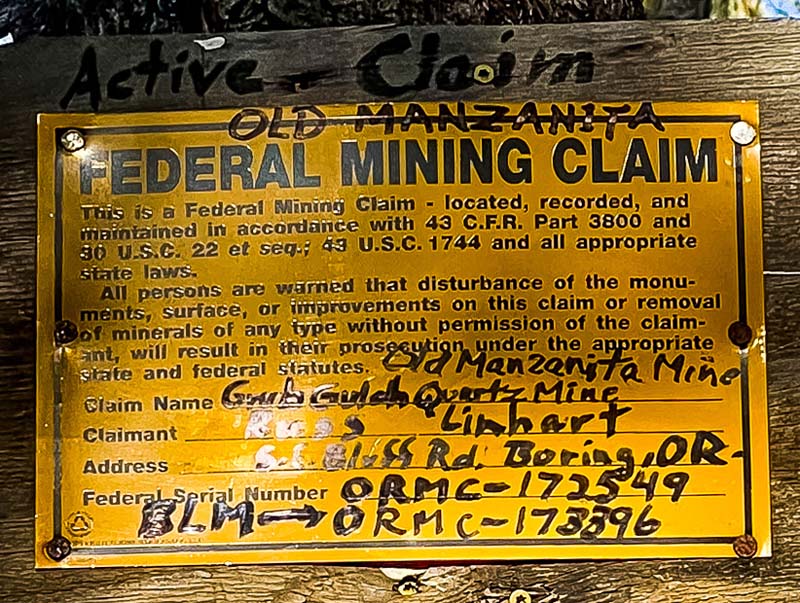 Active - Claim
OLD MANZANITA
FEDERAL MINING CLAIM
This is a Federal Mining Claim - located, recorded, and
maintained in accordance with 43 C.F.R. Part 3800 and
30 U.S.C. 22 et seq.; 43 U.S.C. 1744 and all appropriate
state laws.
All persons are warned that disturbance of the monu-
ments, surface, or improvements on this claim or removal
of minerals of any type without permission of the claim-
ant, will result in their prosecution under the appropriate
state and federal statutes. Old Manzanita Mine
Claim Name Grub Gulch Quartz Mine
Claimant Linhart
Address S.E. Bluff Rd. Boring, OR-
Federal Serial Number ORMC-172549
BLM→ORMC-173396